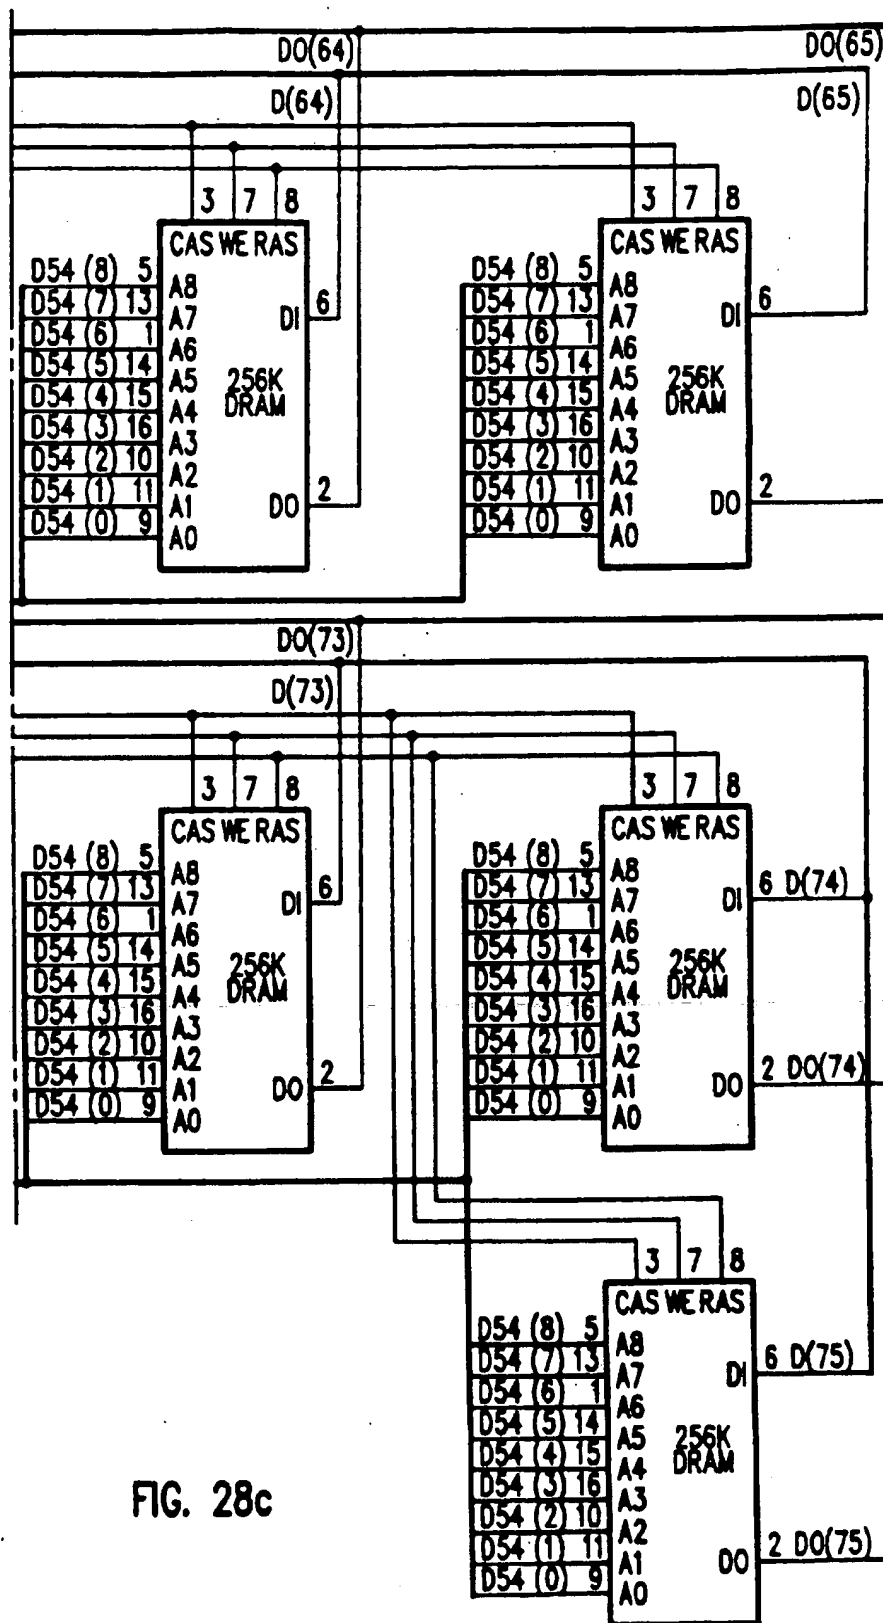 DO(64) DO(65)
D(64) D(65)
3 7 8 3 7 8
CAS WE RAS CAS WE RAS
D54 (8) 5 A8 D54 (8) 5 A8
D54 (7) 13 A7 DI 6 D54 (7) 13 A7 DI 6
D54 (6) 1 A6 D54 (6) 1 A6
D54 (5) 14 A5 256K D54 (5) 14 A5 256K
D54 (4) 15 A4 DRAM D54 (4) 15 A4 DRAM
D54 (3) 16 A3 D54 (3) 16 A3
D54 (2) 10 A2 D54 (2) 10 A2
D54 (1) 11 A1 DO 2 D54 (1) 11 A1 DO 2
D54 (0) 9 A0 D54 (0) 9 A0
DO(73)
D(73)
3 7 8 3 7 8
CAS WE RAS CAS WE RAS
D54 (8) 5 A8 D54 (8) 5 A8
D54 (7) 13 A7 DI 6 D54 (7) 13 A7 DI 6 D(74)
D54 (6) 1 A6 D54 (6) 1 A6
D54 (5) 14 A5 256K D54 (5) 14 A5 256K
D54 (4) 15 A4 DRAM D54 (4) 15 A4 DRAM
D54 (3) 16 A3 D54 (3) 16 A3
D54 (2) 10 A2 D54 (2) 10 A2
D54 (1) 11 A1 DO 2 D54 (1) 11 A1 DO 2 DO(74)
D54 (0) 9 A0 D54 (0) 9 A0
3 7 8
CAS WE RAS
D54 (8) 5 A8
D54 (7) 13 A7 DI 6 D(75)
D54 (6) 1 A6
D54 (5) 14 A5 256K
D54 (4) 15 A4 DRAM
D54 (3) 16 A3
D54 (2) 10 A2
D54 (1) 11 A1 DO 2 DO(75)
D54 (0) 9 A0
FIG. 28c